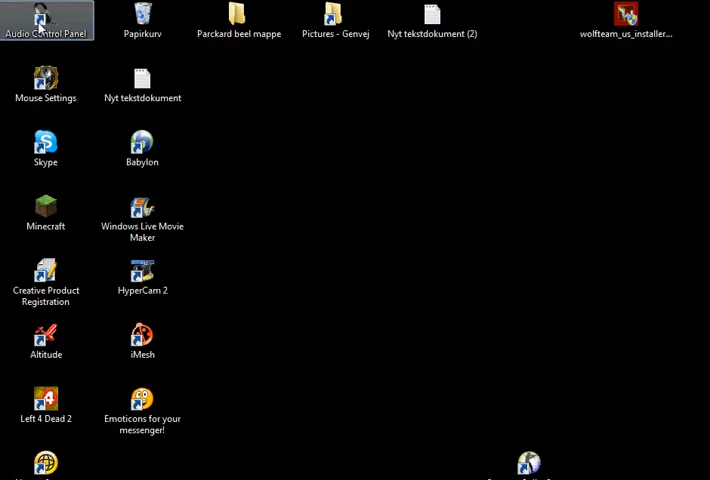 Audio Control Panel
Papirkurv
Parckard beel mappe
Pictures - Genvej
Nyt tekstdokument (2)
wolfteam_us_installer...
Mouse Settings
Nyt tekstdokument
Skype
Babylon
Minecraft
Windows Live Movie
Maker
Creative Product
Registration
HyperCam 2
Altitude
iMesh
Left 4 Dead 2
Emoticons for your
messenger!